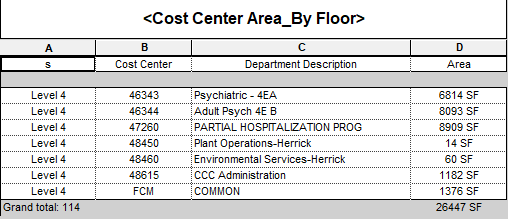 <Cost Center Area_By Floor>
A B C D
s Cost Center Department Description Area
Level 4 46343 Psychiatric - 4EA 6814 SF
Level 4 46344 Adult Psych 4E B 8093 SF
Level 4 47260 PARTIAL HOSPITALIZATION PROG 8909 SF
Level 4 48450 Plant Operations-Herrick 14 SF
Level 4 48460 Environmental Services-Herrick 60 SF
Level 4 48615 CCC Administration 1182 SF
Level 4 FCM COMMON 1376 SF
Grand total: 114 26447 SF